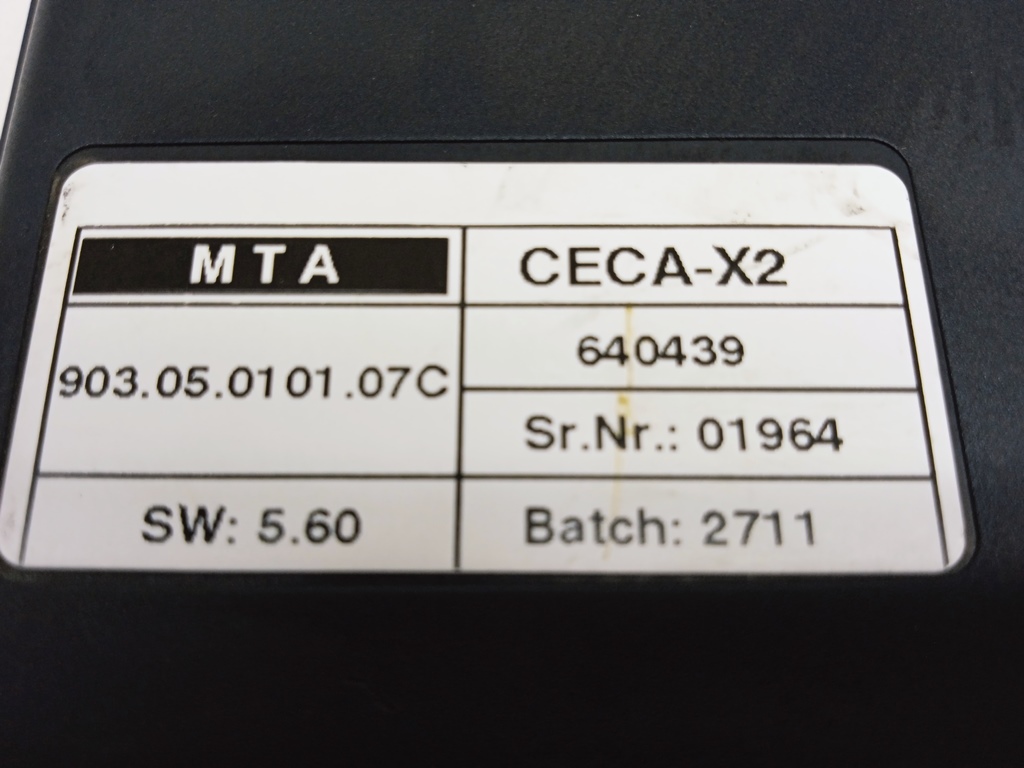 MTA
CECA-X2
903.05.0101.07C
640439
Sr.Nr.: 01964
SW: 5.60
Batch: 2711